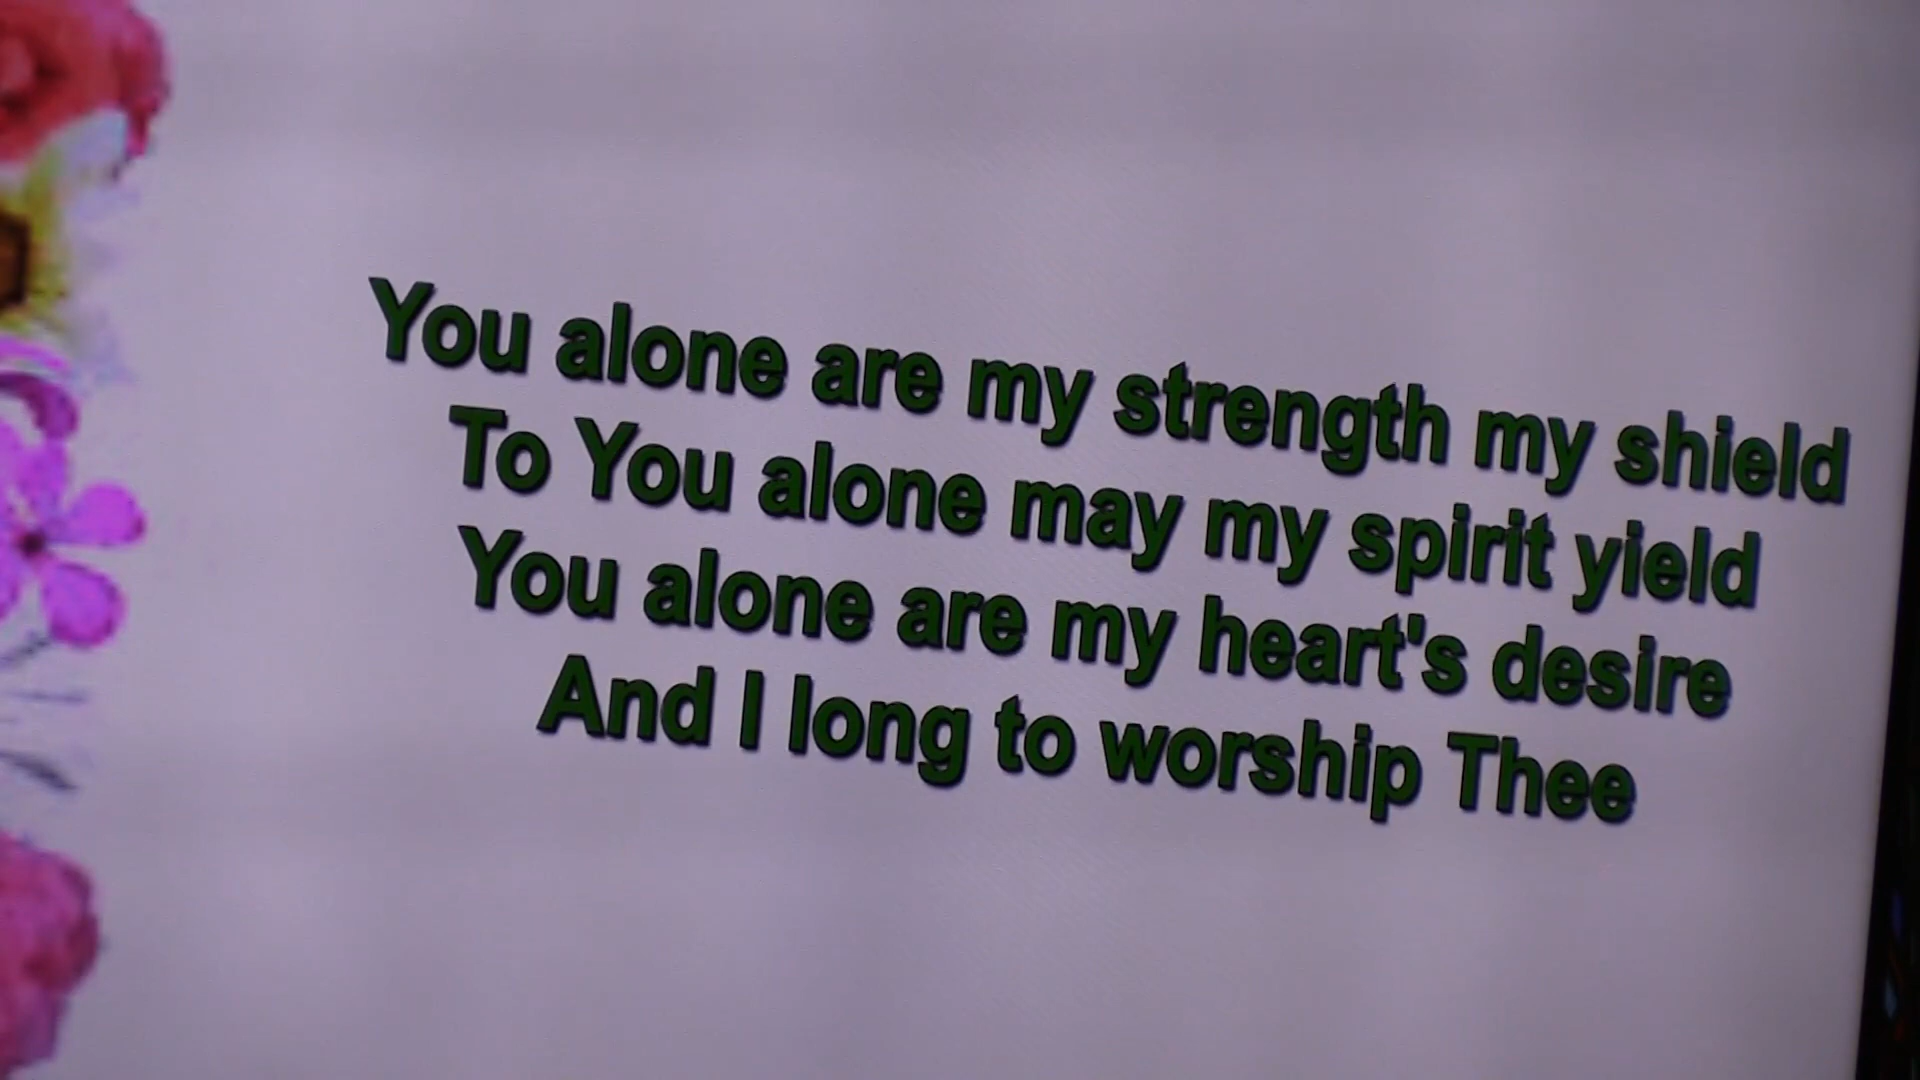 You alone are my strength my shield
To You alone may my spirit yield
You alone are my heart's desire
And I long to worship Thee